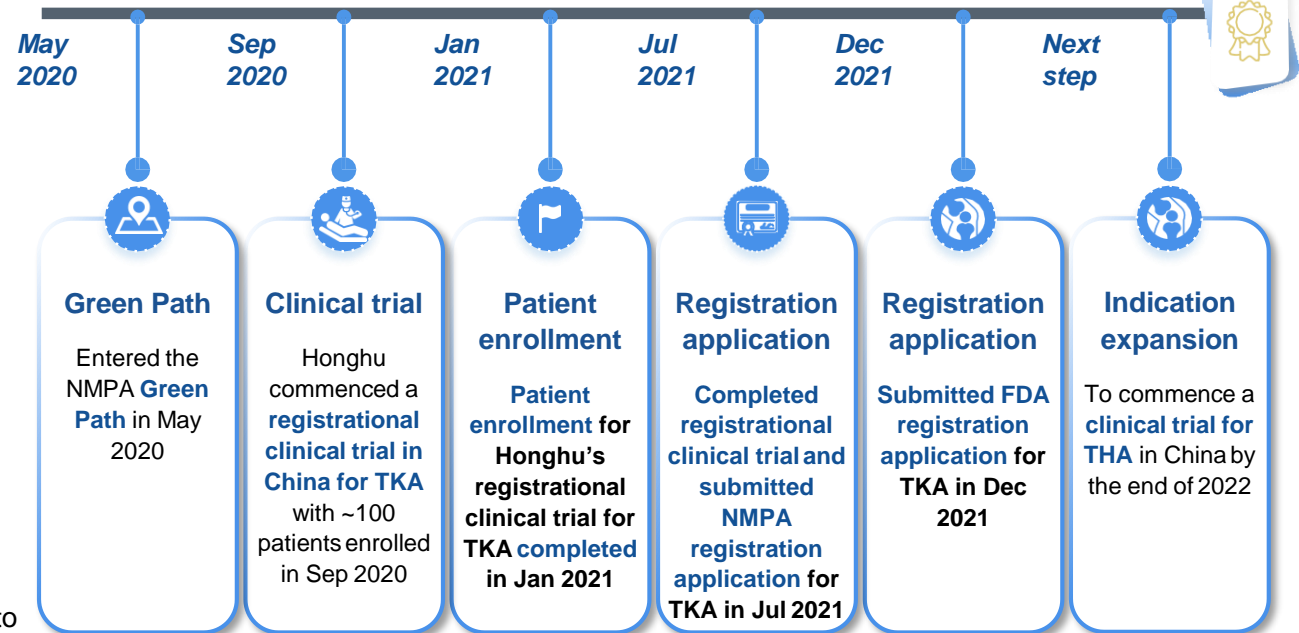 May
2020
Sep
2020
Jan
2021
Jul
2021
Dec
2021
Next
step
Green Path
Entered the
NMPA Green
Path in May
2020
Clinical trial
Honghu
commenced a
registrational
clinical trial in
China for TKA
with ~100
patients enrolled
in Sep 2020
Patient
enrollment
Patient
enrollment for
Honghu's
registrational
clinical trial for
TKA completed
in Jan 2021
Registration
application
Completed
registrational
clinical trial and
submitted
NMPA
registration
application for
TKA in Jul 2021
Registration
application
Submitted FDA
registration
application for
TKA in Dec
2021
Indication
expansion
To commence a
clinical trial for
THA in China by
the end of 2022